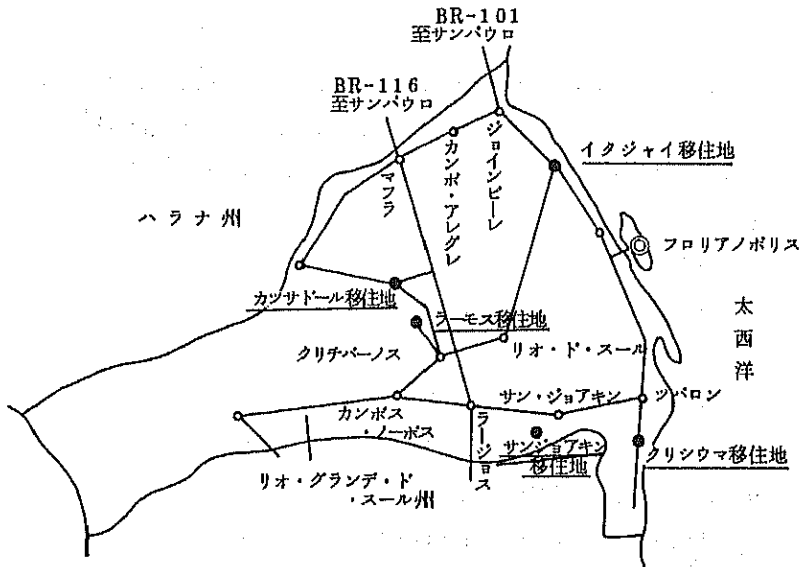 BR-101
至サンパウロ
BR-116
至サンパウロ
ジョインビーレ
カンボ・アレグレ
マフラ
イタジャイ移住地
ハラナ州
フロリアノポリス
カツサドール移住地
ラーモス移住地
太西洋
クリチバーノス
リオ・ド・スール
サン・ジョアキン
ツバロン
カンポス
・ノーボス
ラージョス
サンジョアキン
移住地
クリシウマ移住地
リオ・グランデ・ド
・スール州